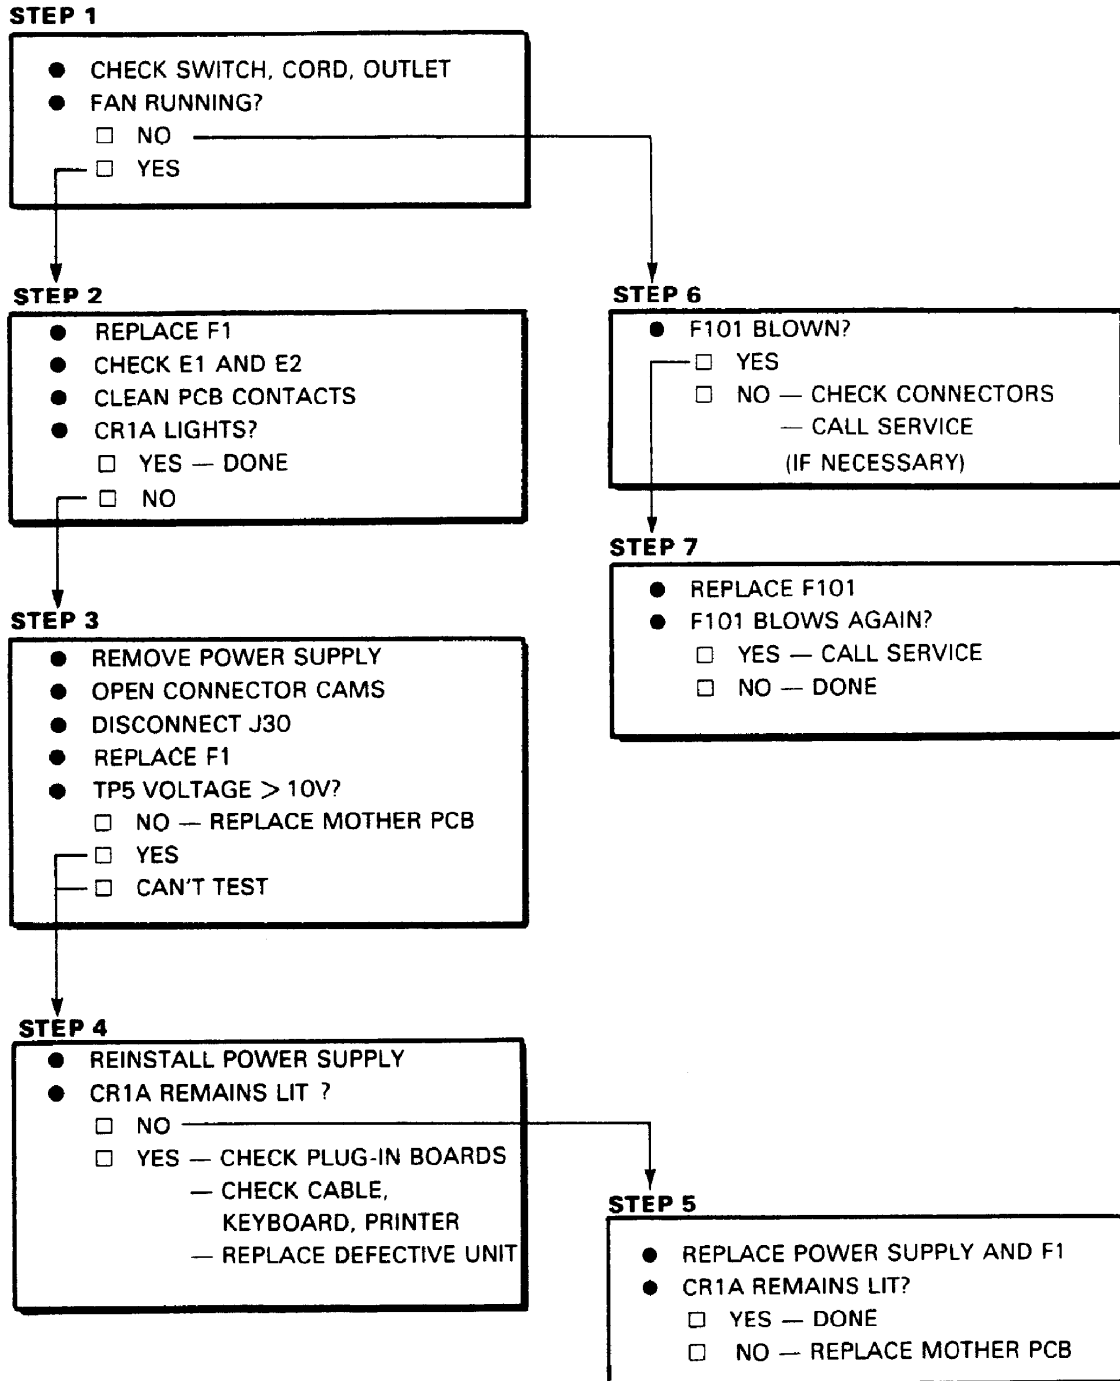 STEP 1
● CHECK SWITCH, CORD, OUTLET
● FAN RUNNING?
□ NO
□ YES
STEP 2
● REPLACE F1
● CHECK E1 AND E2
● CLEAN PCB CONTACTS
● CR1A LIGHTS?
□ YES — DONE
□ NO
STEP 3
● REMOVE POWER SUPPLY
● OPEN CONNECTOR CAMS
● DISCONNECT J30
● REPLACE F1
● TP5 VOLTAGE > 10V?
□ NO — REPLACE MOTHER PCB
□ YES
□ CAN'T TEST
STEP 4
● REINSTALL POWER SUPPLY
● CR1A REMAINS LIT ?
□ NO
□ YES — CHECK PLUG-IN BOARDS
— CHECK CABLE,
KEYBOARD, PRINTER
— REPLACE DEFECTIVE UNIT
STEP 5
● REPLACE POWER SUPPLY AND F1
● CR1A REMAINS LIT?
□ YES — DONE
□ NO — REPLACE MOTHER PCB
STEP 6
● F101 BLOWN?
□ YES
□ NO — CHECK CONNECTORS
— CALL SERVICE
(IF NECESSARY)
STEP 7
● REPLACE F101
● F101 BLOWS AGAIN?
□ YES — CALL SERVICE
□ NO — DONE